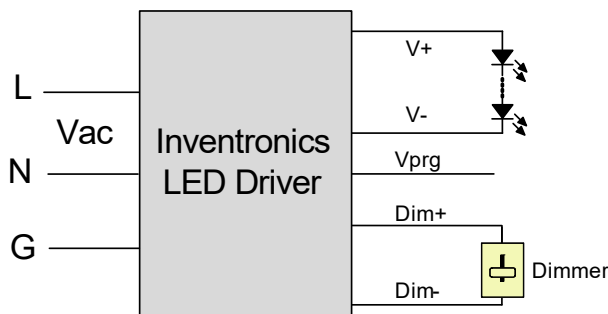 L
Vac
N
G
Inventronics
LED Driver
V+
V-
Vprg
Dim+
Dim-
Dimmer